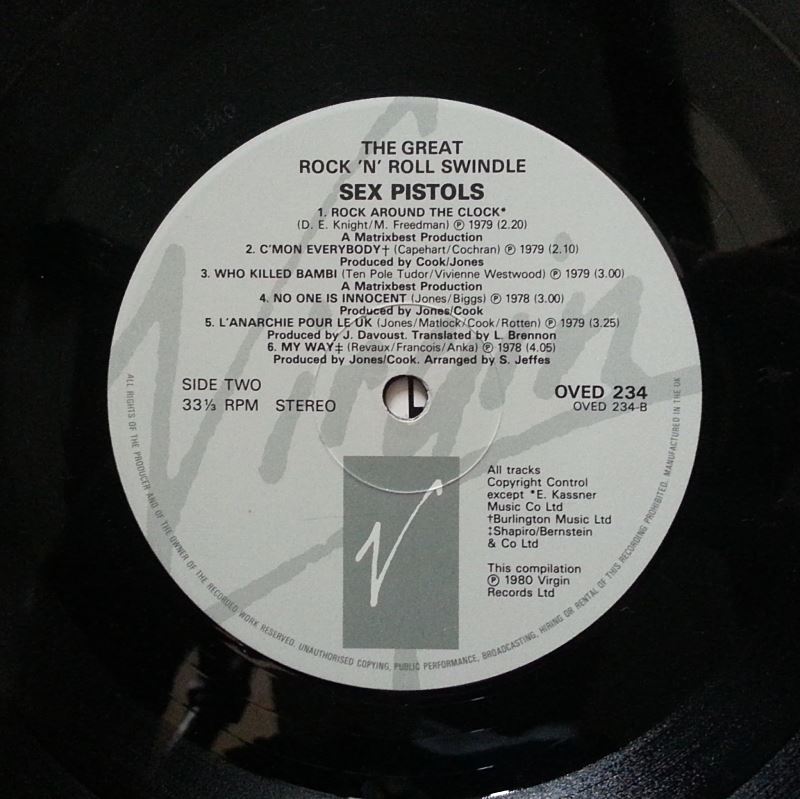 THE GREAT
ROCK 'N' ROLL SWINDLE
SEX PISTOLS
1. ROCK AROUND THE CLOCK*
(D. E. Knight/M. Freedman) ℗ 1979 (2.20)
A Matrixbest Production
2. C'MON EVERYBODY† (Capehart/Cochran) ℗ 1979 (2.10)
Produced by Cook/Jones
3. WHO KILLED BAMBI (Ten Pole Tudor/Vivienne Westwood) ℗ 1979 (3.00)
A Matrixbest Production
4. NO ONE IS INNOCENT (Jones/Biggs) ℗ 1978 (3.00)
Produced by Jones/Cook
5. L'ANARCHIE POUR LE UK (Jones/Matlock/Cook/Rotten) ℗ 1979 (3.25)
Produced by J. Davoust. Translated by L. Brennon
6. MY WAY‡ (Revaux/Francois/Anka) ℗ 1978 (4.05)
Produced by Jones/Cook. Arranged by S. Jeffes
SIDE TWO
33⅓ RPM STEREO
OVED 234
OVED 234-B
Virgin
All tracks
Copyright Control
except *E. Kassner
Music Co Ltd
†Burlington Music Ltd
‡Shapiro/Bernstein
& Co Ltd
This compilation
℗ 1980 Virgin
Records Ltd
ALL RIGHTS OF THE PRODUCER AND OF THE OWNER OF THE RECORDED WORK RESERVED. UNAUTHORISED COPYING, PUBLIC PERFORMANCE, BROADCASTING, HIRING OR RENTAL OF THIS RECORDING PROHIBITED. MANUFACTURED IN THE UK